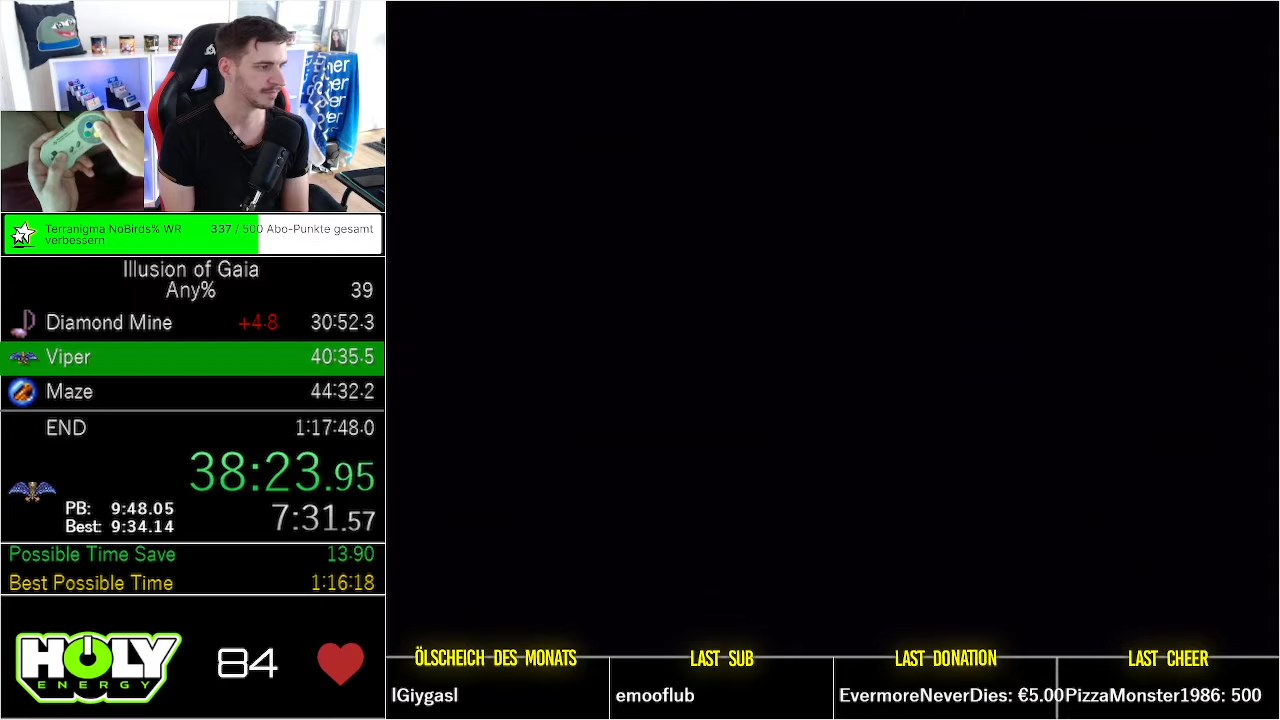 Terranigma NoBirds% WR
verbessern
337 / 500 Abo-Punkte gesamt
Illusion of Gaia
Any%
39
Diamond Mine +4.8 30:52.3
Viper 40:35.5
Maze 44:32.2
END 1:17:48.0
38:23.95
PB: 9:48.05
Best: 9:34.14
7:31.57
Possible Time Save 13.90
Best Possible Time 1:16:18
HOLY
ENERGY
84
ÖLSCHEICH DES MONATS
LAST SUB
LAST DONATION
LAST CHEER
lGiygasl
emooflub
EvermoreNeverDies: €5.00
PizzaMonster1986: 500